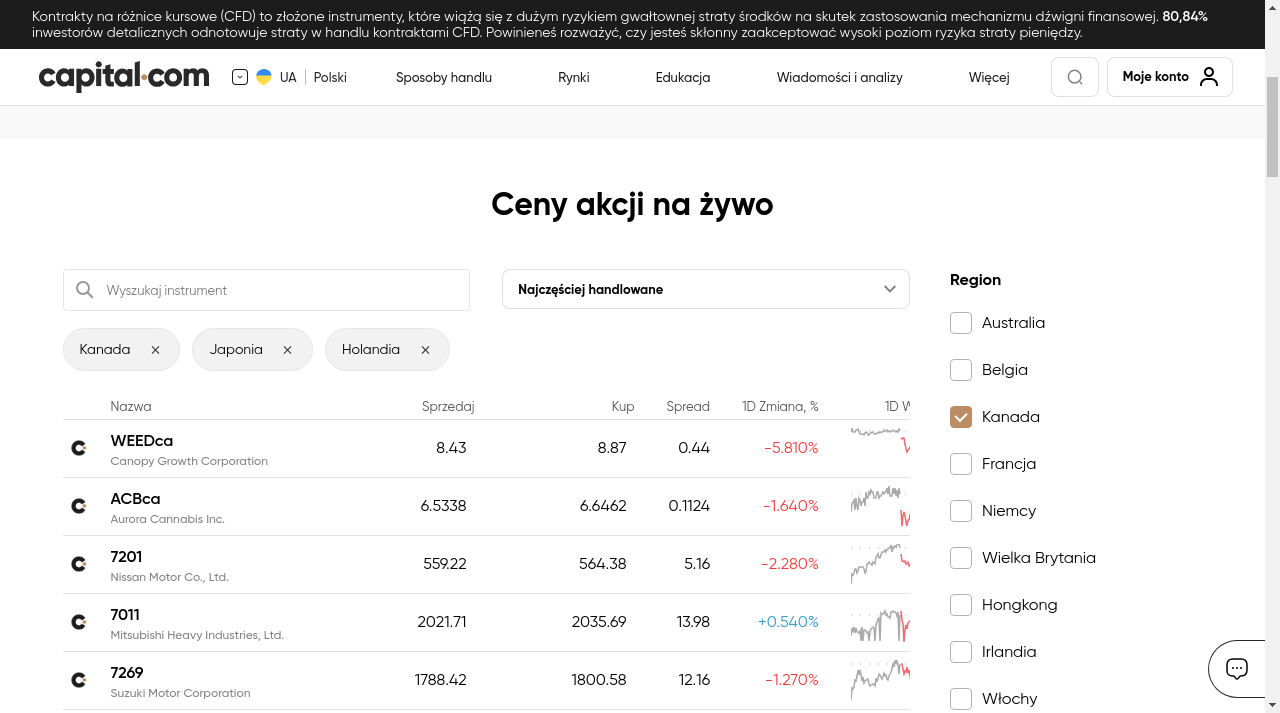 Kontrakty na różnice kursowe (CFD) to złożone instrumenty, które wiążą się z dużym ryzykiem gwałtownej straty środków na skutek zastosowania mechanizmu dźwigni finansowej. 80,84%
inwestorów detalicznych odnotowuje straty w handlu kontraktami CFD. Powinieneś rozważyć, czy jesteś skłonny zaakceptować wysoki poziom ryzyka straty pieniędzy.
capital.com UA Polski Sposoby handlu Rynki Edukacja Wiadomości i analizy Więcej Moje konto
Ceny akcji na żywo
Wyszukaj instrument
Najczęściej handlowane
Kanada Japonia Holandia
Nazwa Sprzedaj Kup Spread 1D Zmiana, % 1D
WEEDca 8.43 8.87 0.44 -5.810%
Canopy Growth Corporation
ACBca 6.5338 6.6462 0.1124 -1.640%
Aurora Cannabis Inc.
7201 559.22 564.38 5.16 -2.280%
Nissan Motor Co., Ltd.
7011 2021.71 2035.69 13.98 +0.540%
Mitsubishi Heavy Industries, Ltd.
7269 1788.42 1800.58 12.16 -1.270%
Suzuki Motor Corporation
Region
Australia
Belgia
Kanada
Francja
Niemcy
Wielka Brytania
Hongkong
Irlandia
Włochy